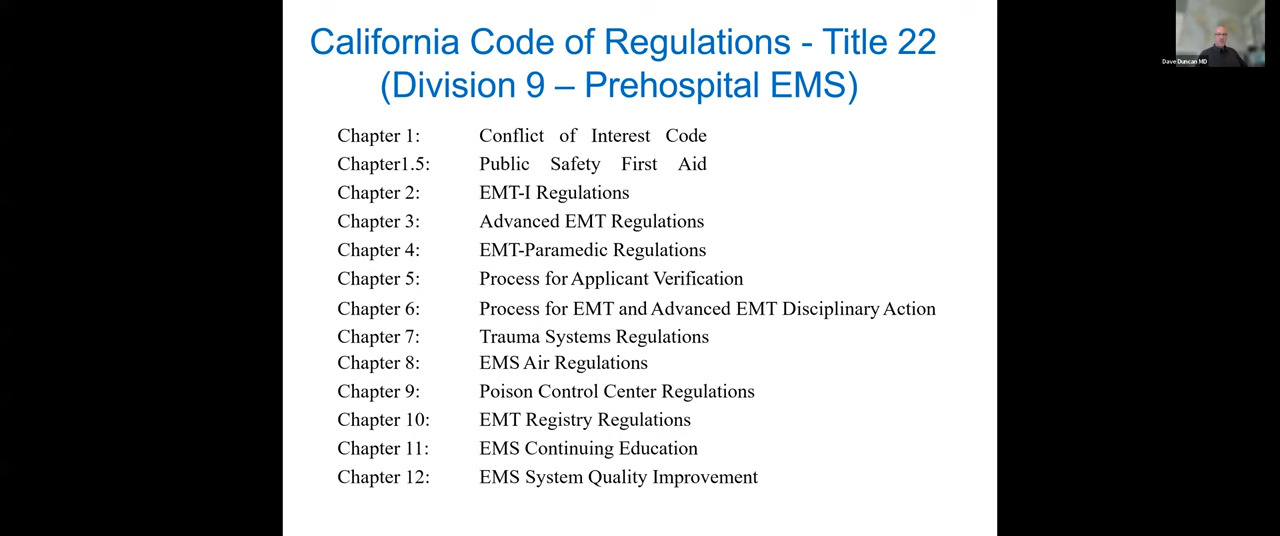 California Code of Regulations - Title 22
(Division 9 – Prehospital EMS)
Dave Duncan MD
Chapter 1: Conflict of Interest Code
Chapter1.5: Public Safety First Aid
Chapter 2: EMT-I Regulations
Chapter 3: Advanced EMT Regulations
Chapter 4: EMT-Paramedic Regulations
Chapter 5: Process for Applicant Verification
Chapter 6: Process for EMT and Advanced EMT Disciplinary Action
Chapter 7: Trauma Systems Regulations
Chapter 8: EMS Air Regulations
Chapter 9: Poison Control Center Regulations
Chapter 10: EMT Registry Regulations
Chapter 11: EMS Continuing Education
Chapter 12: EMS System Quality Improvement